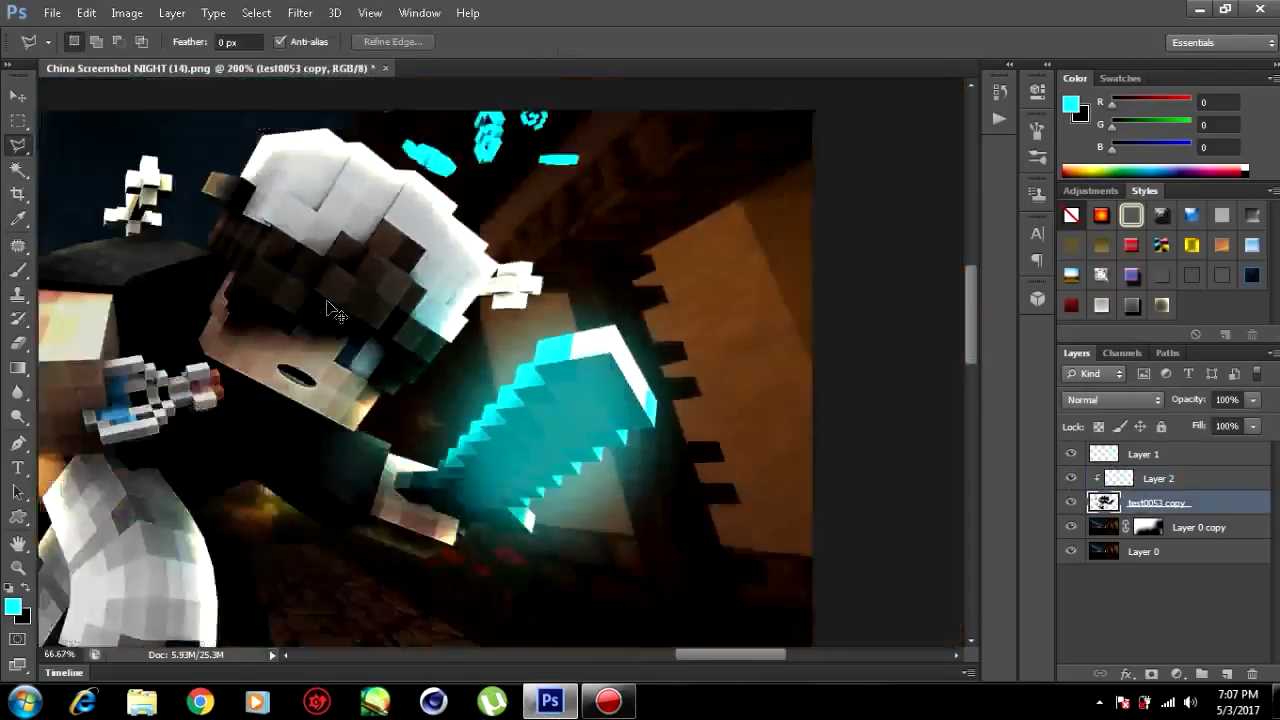 Ps File Edit Image Layer Type Select Filter 3D View Window Help
Feather: 0 px Anti-alias Refine Edge... Essentials
China Screenshot NIGHT (14).png @ 200% (test0053 copy, RGB/8) * ×
Color Swatches
R 0
G 0
B 0
Adjustments Styles
Layers Channels Paths
Kind
Normal Opacity: 100%
Lock: Fill: 100%
Layer 1
Layer 2
test0053 copy
Layer 0 copy
Layer 0
66.67% Doc: 5.93M/25.3M
Timeline
fx
Ps
7:07 PM
5/3/2017